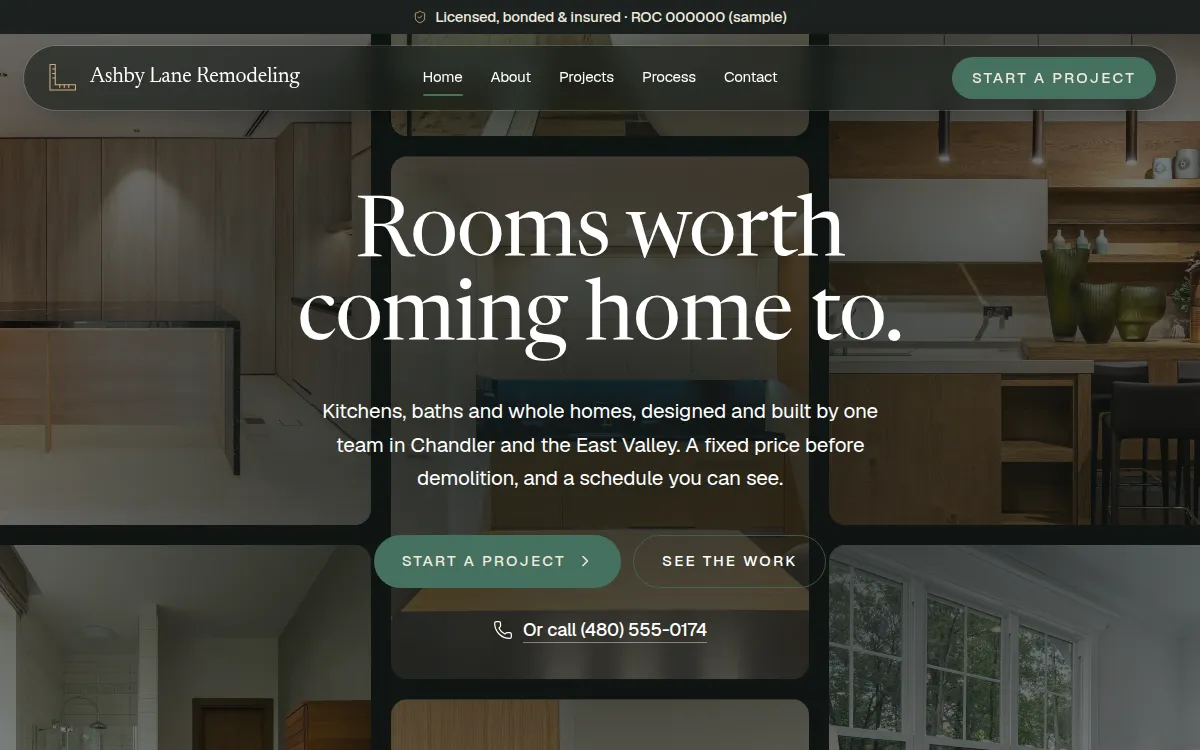 Licensed, bonded & insured · ROC 000000 (sample)
Ashby Lane Remodeling
Home
About
Projects
Process
Contact
START A PROJECT
Rooms worth
coming home to.
Kitchens, baths and whole homes, designed and built by one
team in Chandler and the East Valley. A fixed price before
demolition, and a schedule you can see.
START A PROJECT
SEE THE WORK
Or call (480) 555-0174